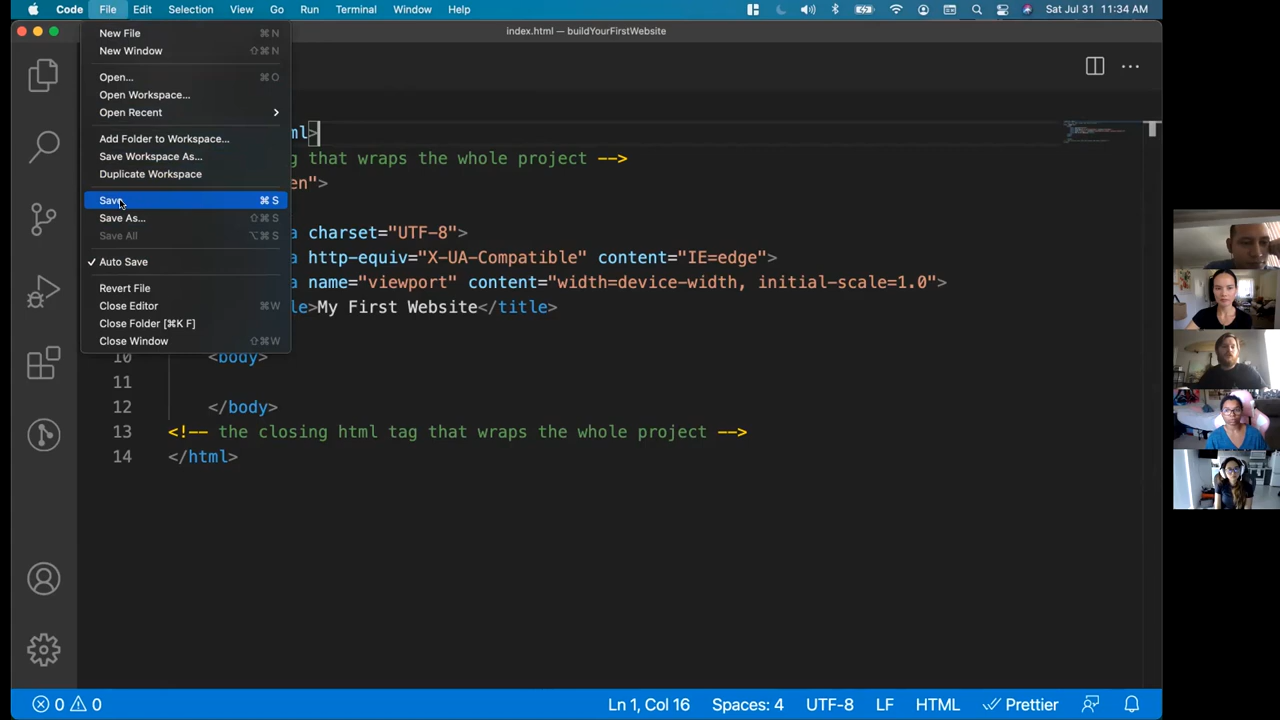 Code File Edit Selection View Go Run Terminal Window Help Sat Jul 31 11:34 AM
index.html — buildYourFirstWebsite
New File ⌘ N
New Window ⇧⌘ N
Open... ⌘ O
Open Workspace...
Open Recent
Add Folder to Workspace...
Save Workspace As...
Duplicate Workspace
Save ⌘ S
Save As... ⇧⌘ S
Save All ⌥⌘ S
✓ Auto Save
Revert File
Close Editor ⌘ W
Close Folder [⌘K F]
Close Window ⇧⌘ W
ml>
g that wraps the whole project -->
en">
a charset="UTF-8">
a http-equiv="X-UA-Compatible" content="IE=edge">
a name="viewport" content="width=device-width, initial-scale=1.0">
le>My First Website</title>
10 <body>
11
12 </body>
13 <!-- the closing html tag that wraps the whole project -->
14 </html>
0 0 Ln 1, Col 16 Spaces: 4 UTF-8 LF HTML Prettier